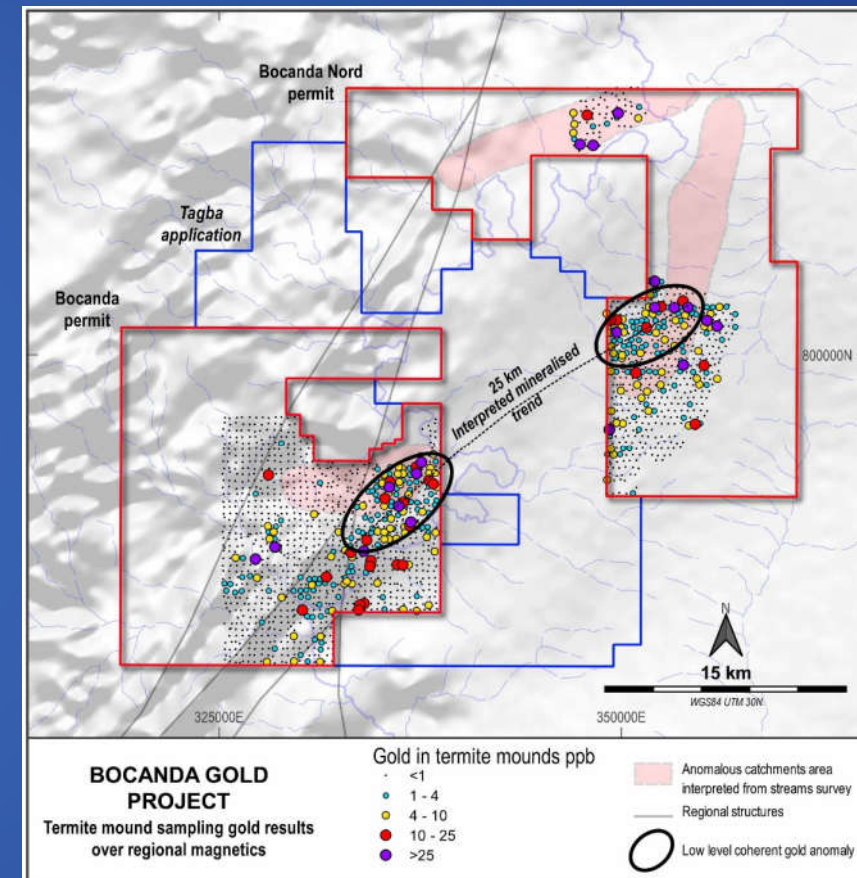 Bocanda Nord
permit
Tagba
application
Bocanda
permit
800000N
25 km
Interpreted mineralised
trend
N
15 km
WGS84 UTM 30N
325000E
350000E
BOCANDA GOLD
PROJECT
Termite mound sampling gold results
over regional magnetics
Gold in termite mounds ppb
<1
1 - 4
4 - 10
10 - 25
>25
Anomalous catchments area
interpreted from streams survey
Regional structures
Low level coherent gold anomaly